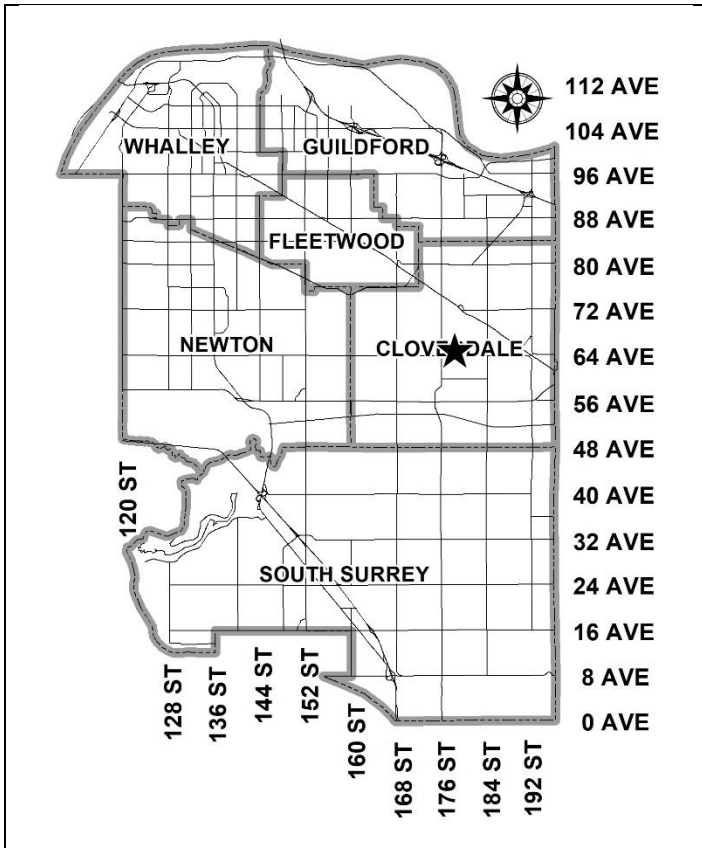 112 AVE
104 AVE
WHALLEY
GUILDFORD
96 AVE
88 AVE
FLEETWOOD
80 AVE
72 AVE
NEWTON
CLOVERDALE
64 AVE
56 AVE
48 AVE
120 ST
40 AVE
32 AVE
SOUTH SURREY
24 AVE
16 AVE
8 AVE
0 AVE
128 ST
136 ST
144 ST
152 ST
160 ST
168 ST
176 ST
184 ST
192 ST